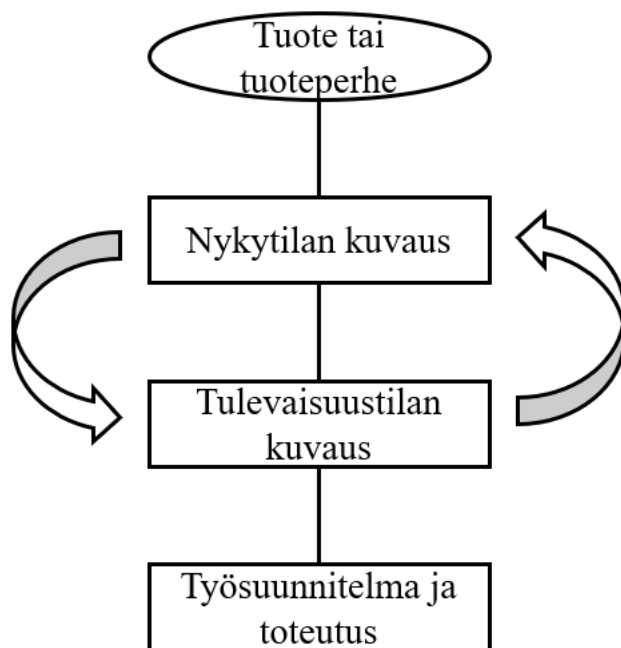 Tuote tai
tuoteperhe
Nykytilan kuvaus
Tulevaisuustilan
kuvaus
Työsuunnitelma ja
toteutus